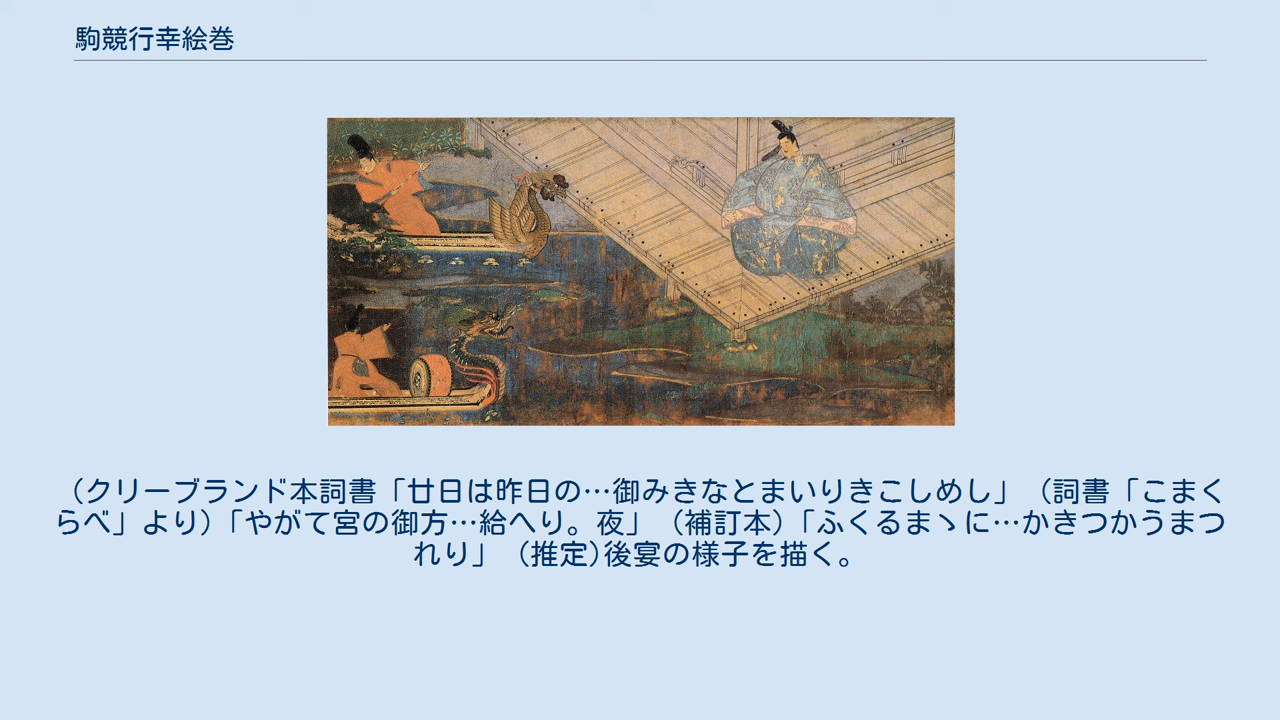 駒競行幸絵巻
（クリーブランド本詞書「廿日は昨日の…御みきなとまいりきこしめし」（詞書「こまく
らべ」より）「やがて宮の御方…給へり。夜」（補訂本）「ふくるまゝに…かきつかうまつ
れり」（推定）後宴の様子を描く。